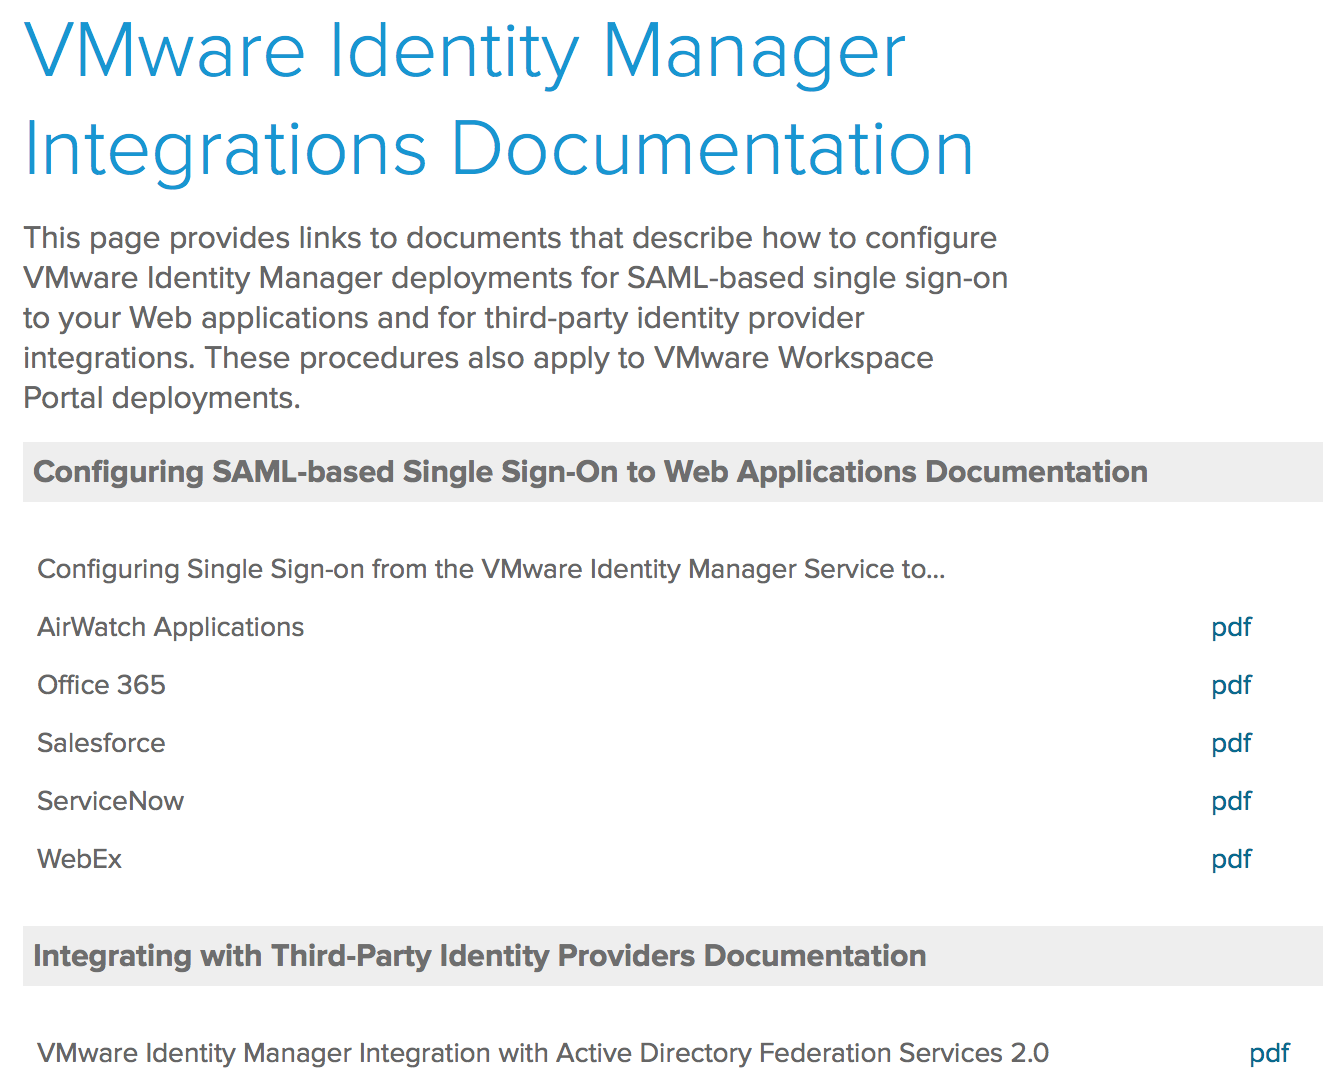 VMware Identity Manager
Integrations Documentation
This page provides links to documents that describe how to configure
VMware Identity Manager deployments for SAML-based single sign-on
to your Web applications and for third-party identity provider
integrations. These procedures also apply to VMware Workspace
Portal deployments.
Configuring SAML-based Single Sign-On to Web Applications Documentation
Configuring Single Sign-on from the VMware Identity Manager Service to...
AirWatch Applications pdf
Office 365 pdf
Salesforce pdf
ServiceNow pdf
WebEx pdf
Integrating with Third-Party Identity Providers Documentation
VMware Identity Manager Integration with Active Directory Federation Services 2.0 pdf